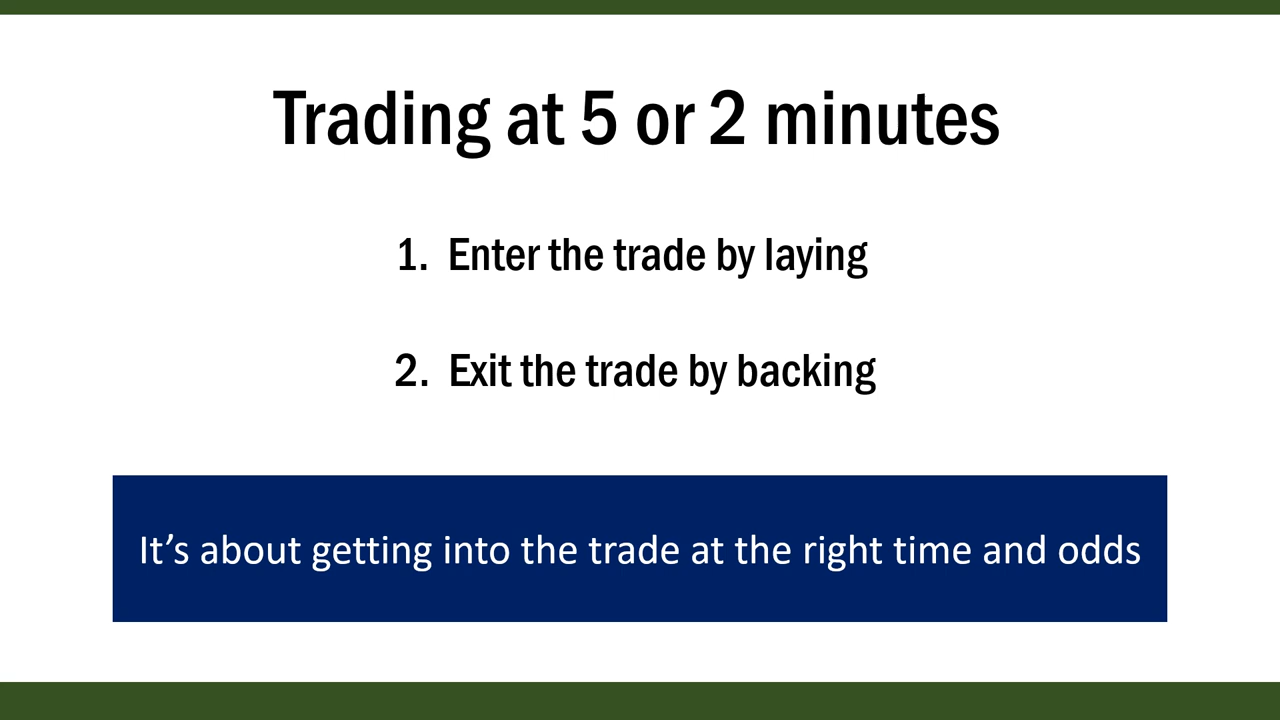 Trading at 5 or 2 minutes
1. Enter the trade by laying
2. Exit the trade by backing
It’s about getting into the trade at the right time and odds